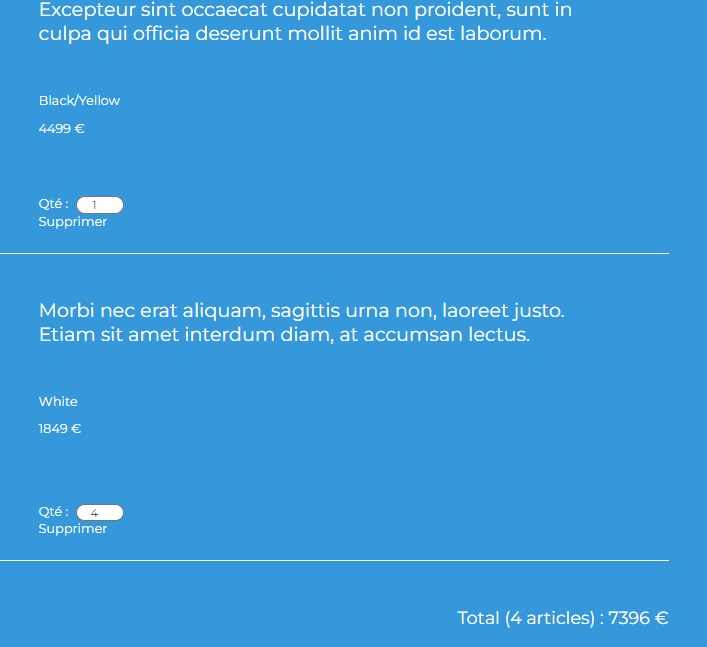 Excepteur sint occaecat cupidatat non proident, sunt in
culpa qui officia deserunt mollit anim id est laborum.
Black/Yellow
4499 €
Qté : 1
Supprimer
Morbi nec erat aliquam, sagittis urna non, laoreet justo.
Etiam sit amet interdum diam, at accumsan lectus.
White
1849 €
Qté : 4
Supprimer
Total (4 articles) : 7396 €